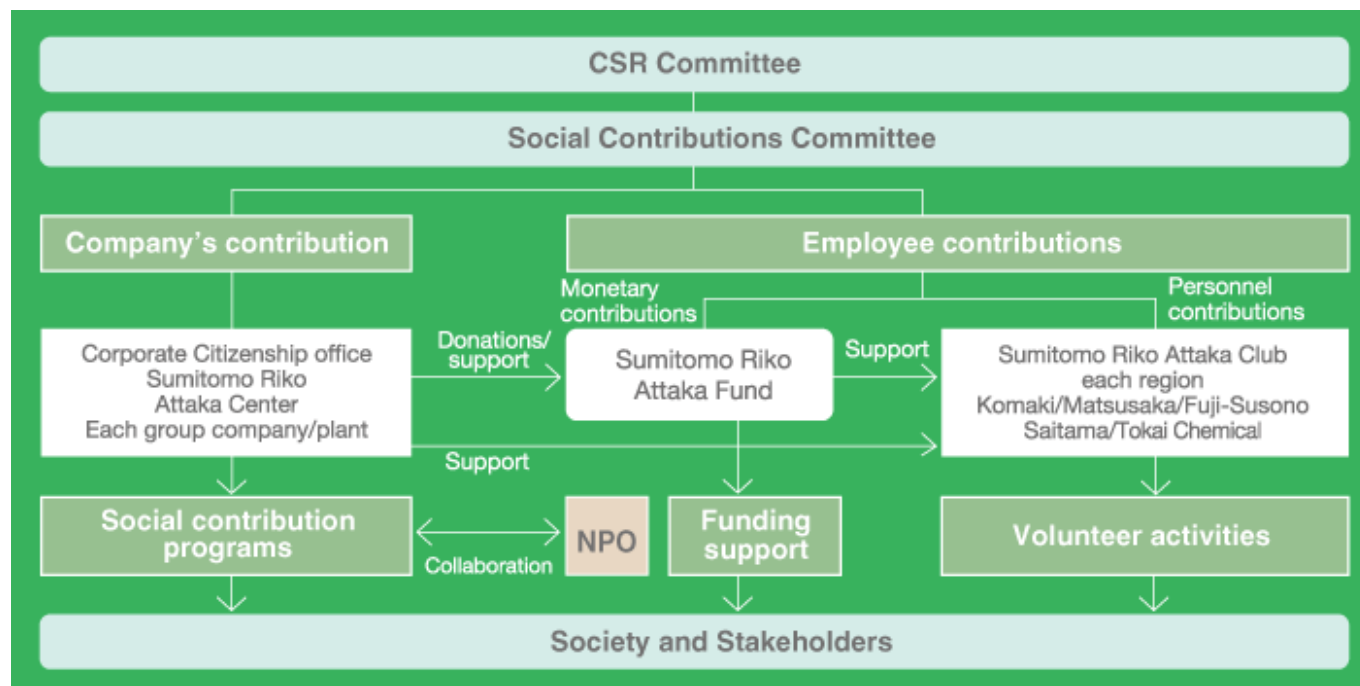 CSR Committee
Social Contributions Committee
Company's contribution
Employee contributions
Monetary
contributions
Personnel
contributions
Corporate Citizenship office
Sumitomo Riko
Attaka Center
Each group company/plant
Donations/
support
Sumitomo Riko
Attaka Fund
Support
Sumitomo Riko Attaka Club
each region
Komaki/Matsusaka/Fuji-Susono
Saitama/Tokai Chemical
Support
Social contribution
programs
Collaboration
NPO
Funding
support
Volunteer activities
Society and Stakeholders